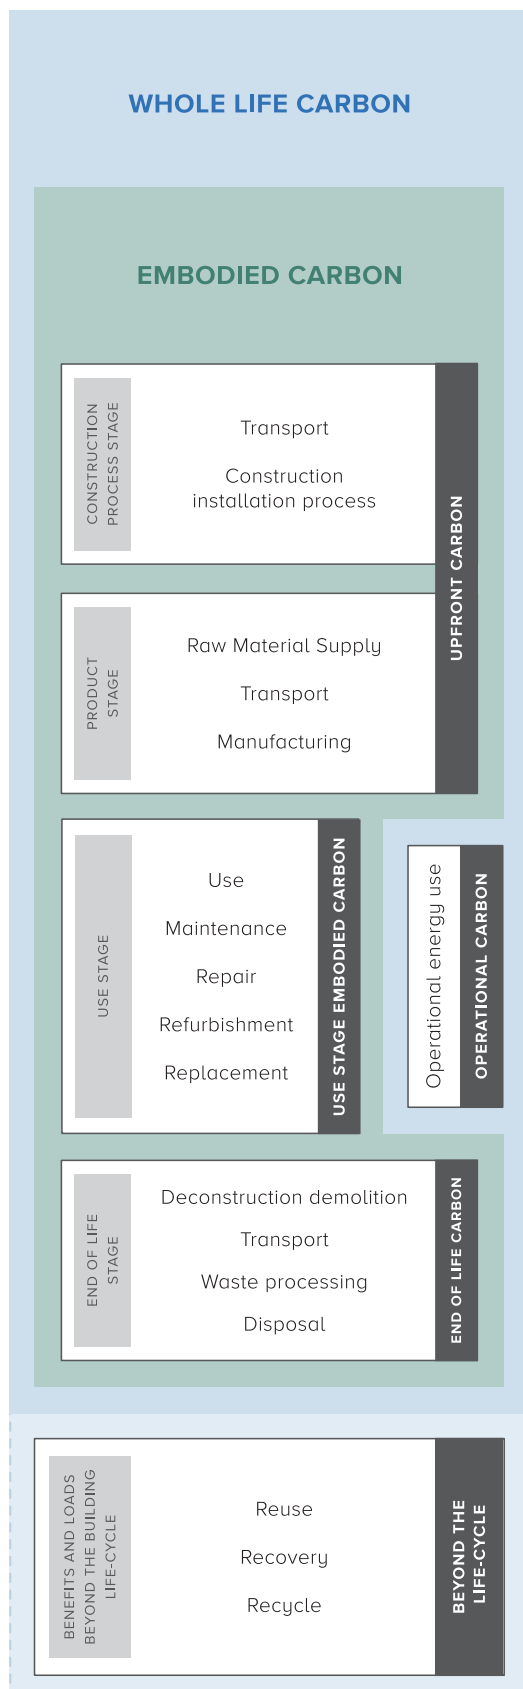 WHOLE LIFE CARBON
EMBODIED CARBON
CONSTRUCTION
PROCESS STAGE
Transport
Construction
installation process
UPFRONT CARBON
PRODUCT
STAGE
Raw Material Supply
Transport
Manufacturing
USE STAGE
Use
Maintenance
Repair
Refurbishment
Replacement
USE STAGE EMBODIED CARBON
Operational energy use
OPERATIONAL CARBON
END OF LIFE
STAGE
Deconstruction demolition
Transport
Waste processing
Disposal
END OF LIFE CARBON
BENEFITS AND LOADS
BEYOND THE BUILDING
LIFE-CYCLE
Reuse
Recovery
Recycle
BEYOND THE
LIFE-CYCLE